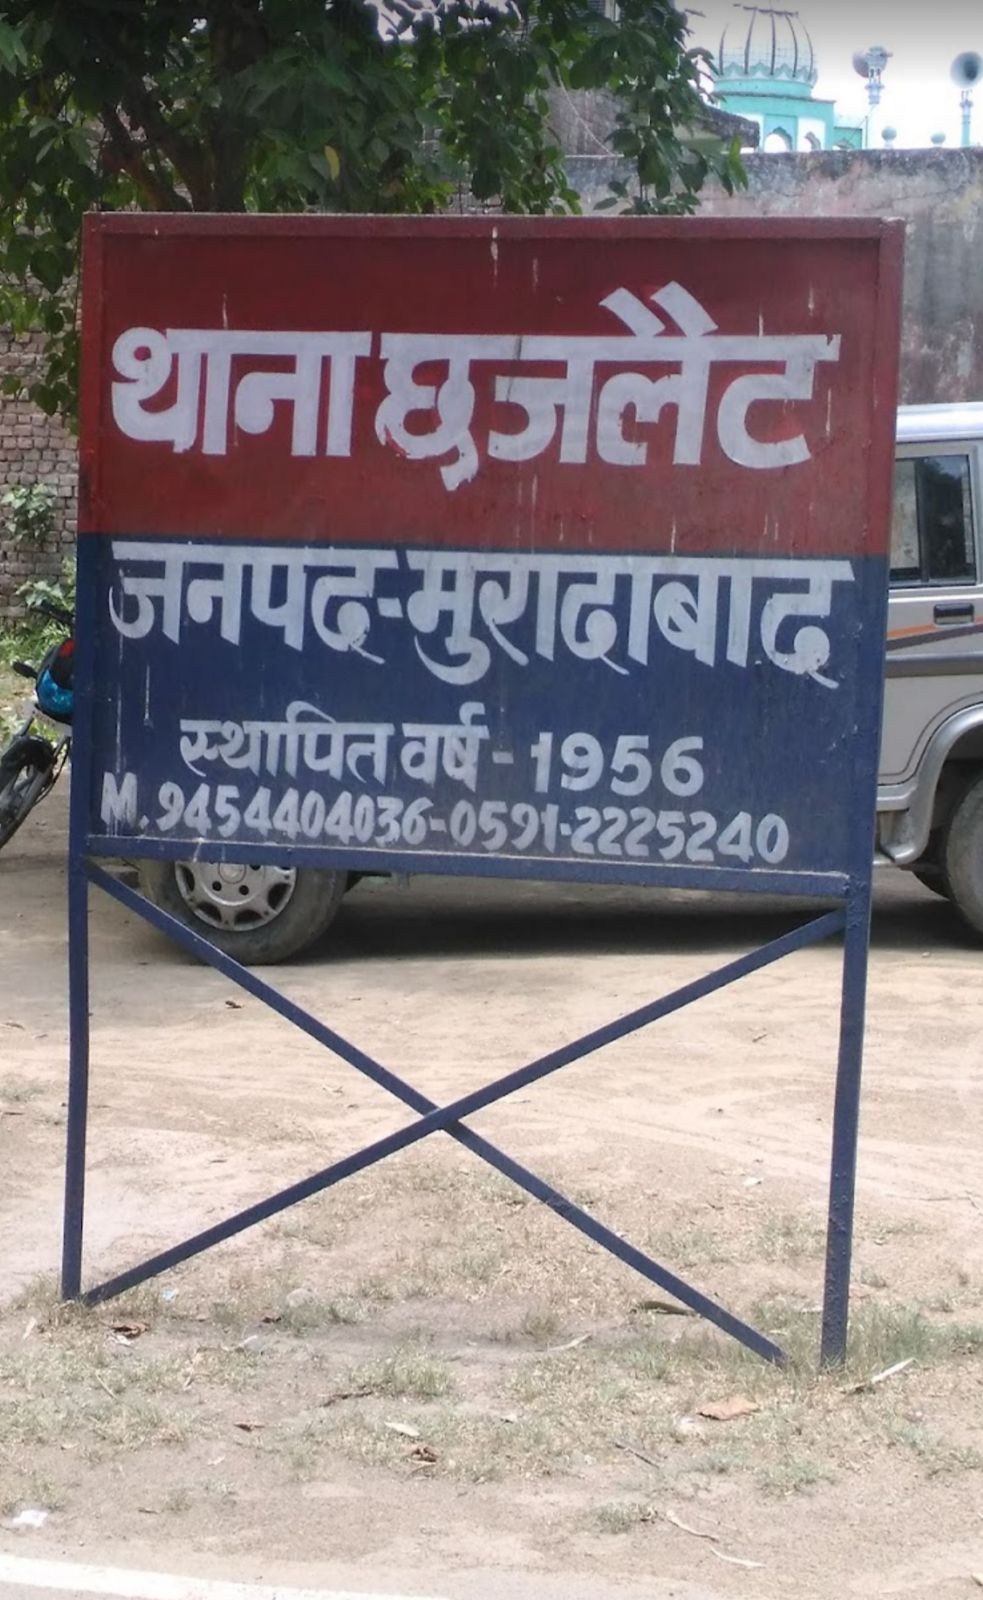 थाना छजलैट
जनपद-मुरादाबाद
स्थापित वर्ष - 1956
M. 9454404036-0591-2225240